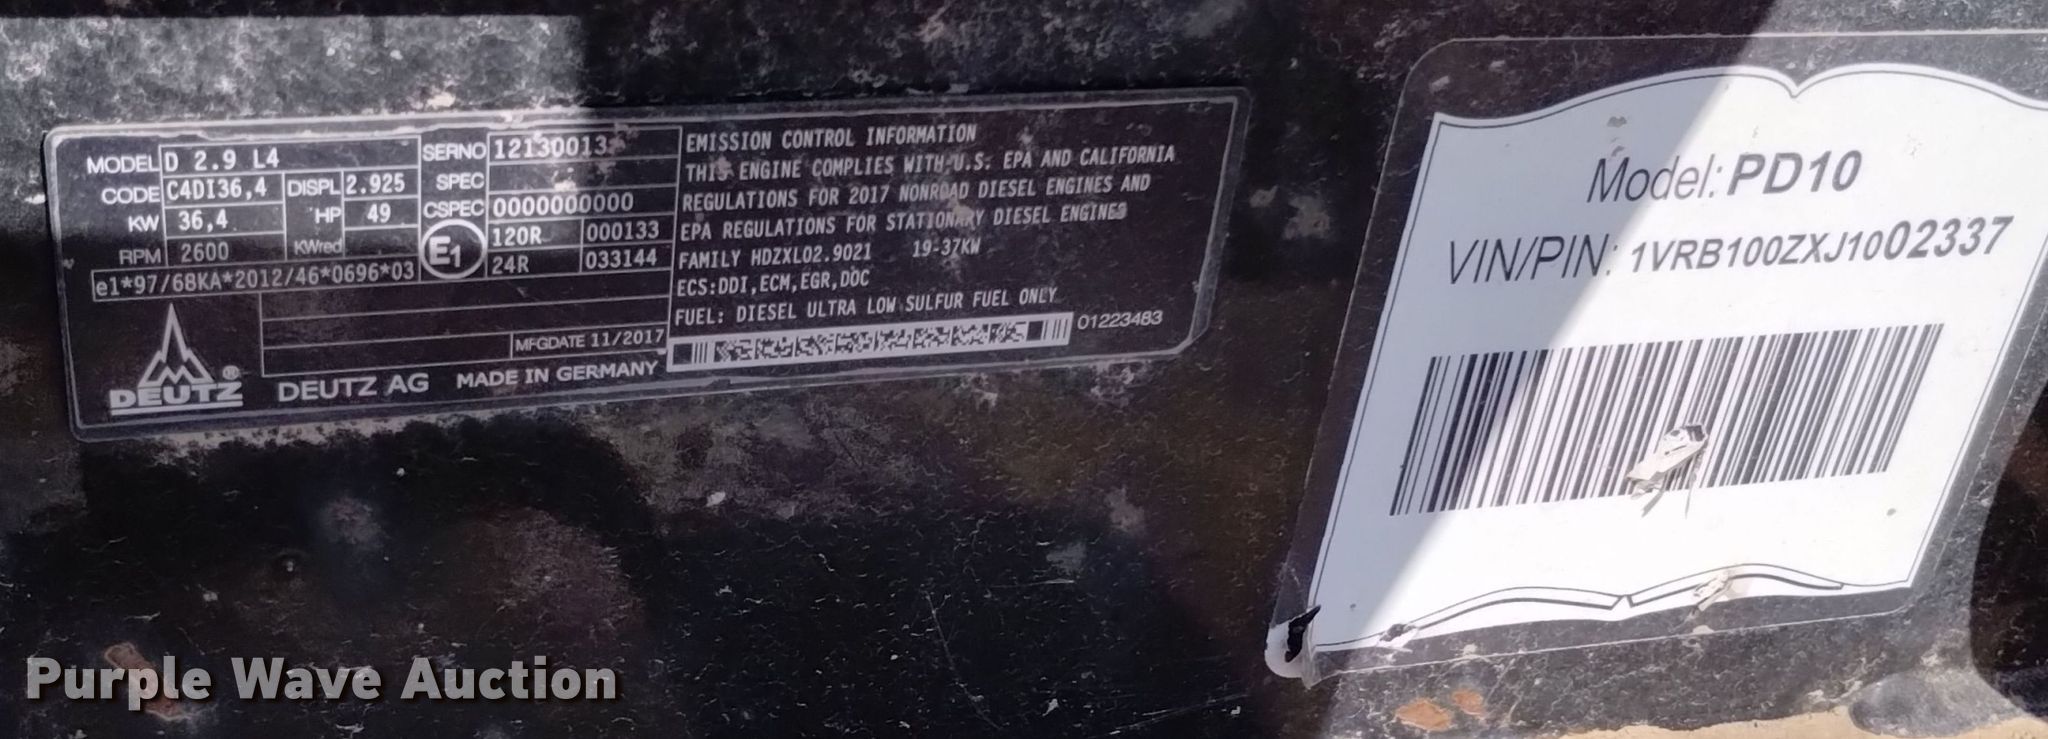 MODEL D 2.9 L4
CODE C4DI36,4 DISPL 2.925
KW 36,4 HP 49
RPM 2600 KWred
e1*97/68KA*2012/46*0696*03
SERNO 12130013
SPEC
CSPEC 0000000000
E1 120R 000133
24R 033144
MFGDATE 11/2017
DEUTZ® DEUTZ AG MADE IN GERMANY
EMISSION CONTROL INFORMATION
THIS ENGINE COMPLIES WITH U.S. EPA AND CALIFORNIA
REGULATIONS FOR 2017 NONROAD DIESEL ENGINES AND
EPA REGULATIONS FOR STATIONARY DIESEL ENGINES
FAMILY HDZXL02.9021 19-37KW
ECS:DDI,ECM,EGR,DOC
FUEL: DIESEL ULTRA LOW SULFUR FUEL ONLY
01223483
Model: PD10
VIN/PIN: 1VRB100ZXJ1002337
Purple Wave Auction